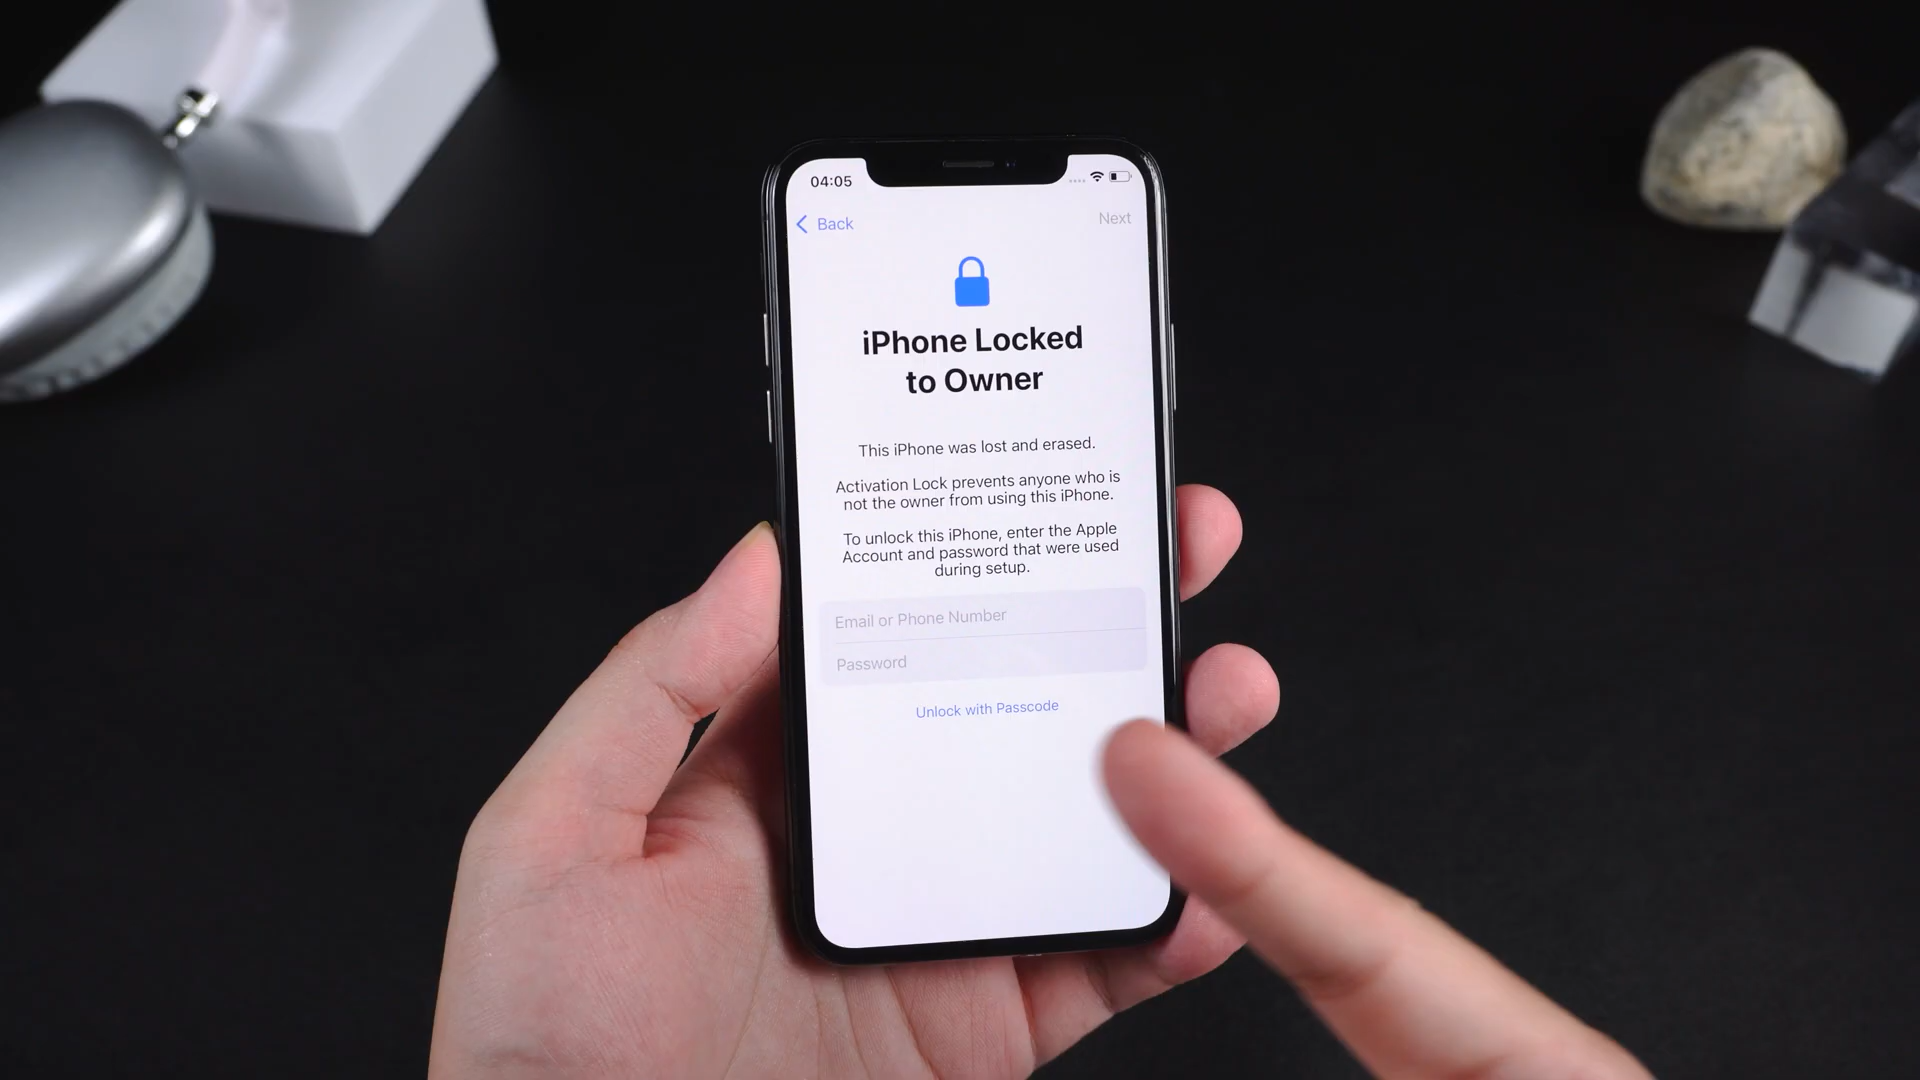 04:05
Back
Next
iPhone Locked
to Owner
This iPhone was lost and erased.
Activation Lock prevents anyone who is
not the owner from using this iPhone.
To unlock this iPhone, enter the Apple
Account and password that were used
during setup.
Email or Phone Number
Password
Unlock with Passcode